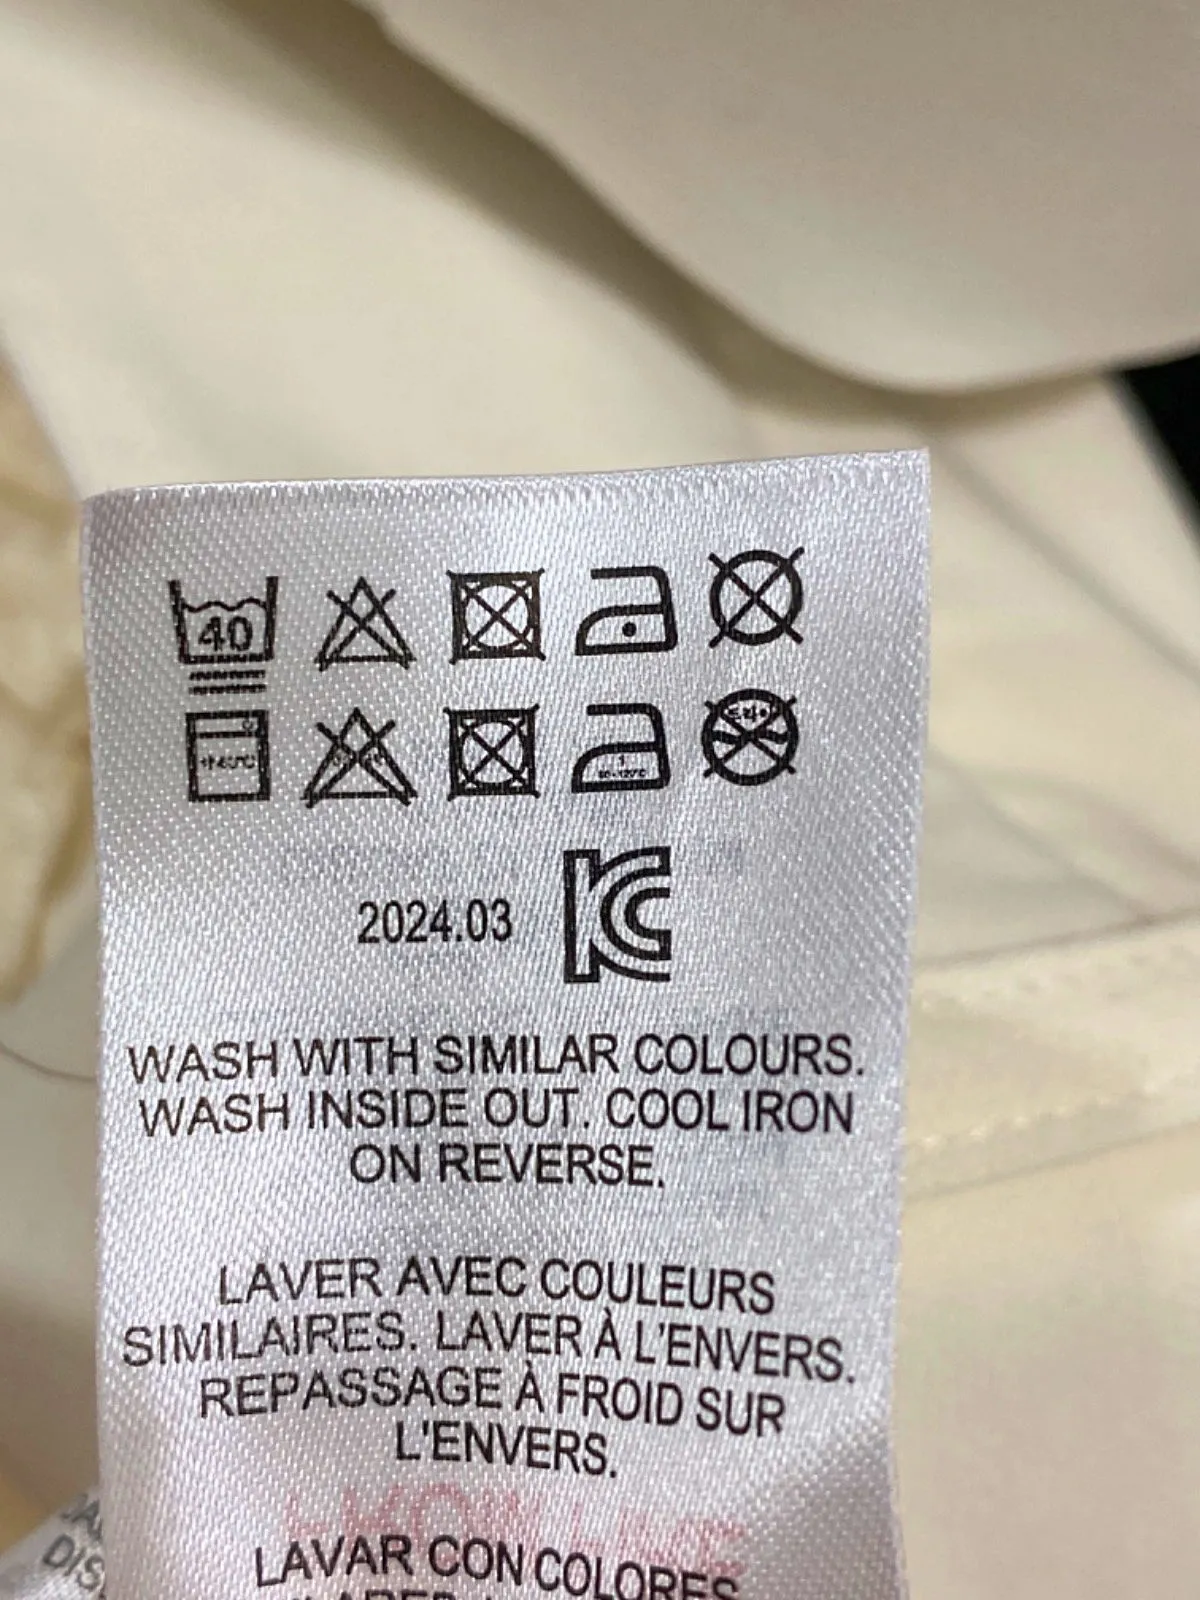 40
2024.03
WASH WITH SIMILAR COLOURS.
WASH INSIDE OUT. COOL IRON
ON REVERSE.
LAVER AVEC COULEURS
SIMILAIRES. LAVER À L'ENVERS.
REPASSAGE À FROID SUR
L'ENVERS.
LAVAR CON COLORES
DIS